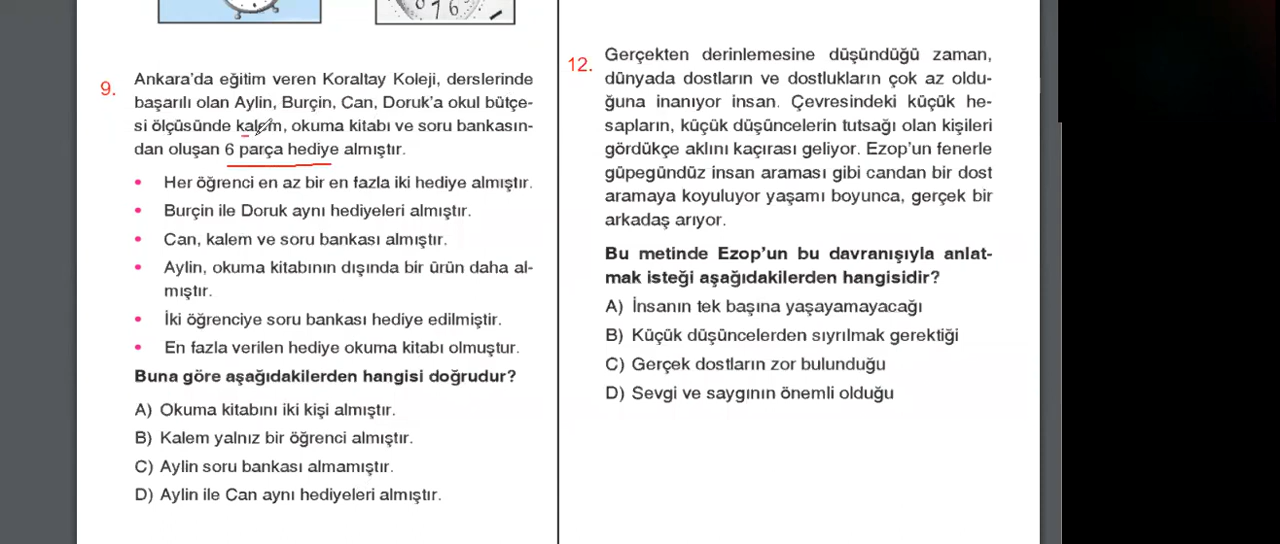 7 6
9.
Ankara'da eğitim veren Koraltay Koleji, derslerinde
başarılı olan Aylin, Burçin, Can, Doruk'a okul bütçe-
si ölçüsünde kalem, okuma kitabı ve soru bankasın-
dan oluşan 6 parça hediye almıştır.
• Her öğrenci en az bir en fazla iki hediye almıştır.
• Burçin ile Doruk aynı hediyeleri almıştır.
• Can, kalem ve soru bankası almıştır.
• Aylin, okuma kitabının dışında bir ürün daha al-
mıştır.
• İki öğrenciye soru bankası hediye edilmiştir.
• En fazla verilen hediye okuma kitabı olmuştur.
Buna göre aşağıdakilerden hangisi doğrudur?
A) Okuma kitabını iki kişi almıştır.
B) Kalem yalnız bir öğrenci almıştır.
C) Aylin soru bankası almamıştır.
D) Aylin ile Can aynı hediyeleri almıştır.
12.
Gerçekten derinlemesine düşündüğü zaman,
dünyada dostların ve dostlukların çok az oldu-
ğuna inanıyor insan. Çevresindeki küçük he-
sapların, küçük düşüncelerin tutsağı olan kişileri
gördükçe aklını kaçırası geliyor. Ezop'un fenerle
güpegündüz insan araması gibi candan bir dost
aramaya koyuluyor yaşamı boyunca, gerçek bir
arkadaş arıyor.
Bu metinde Ezop'un bu davranışıyla anlat-
mak isteği aşağıdakilerden hangisidir?
A) İnsanın tek başına yaşayamayacağı
B) Küçük düşüncelerden sıyrılmak gerektiği
C) Gerçek dostların zor bulunduğu
D) Sevgi ve saygının önemli olduğu